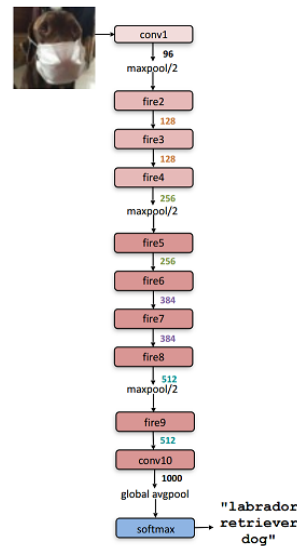 conv1
96
maxpool/2
fire2
128
fire3
128
fire4
256
maxpool/2
fire5
256
fire6
384
fire7
384
fire8
512
maxpool/2
fire9
512
conv10
1000
global avgpool
softmax
"labrador
retriever
dog"